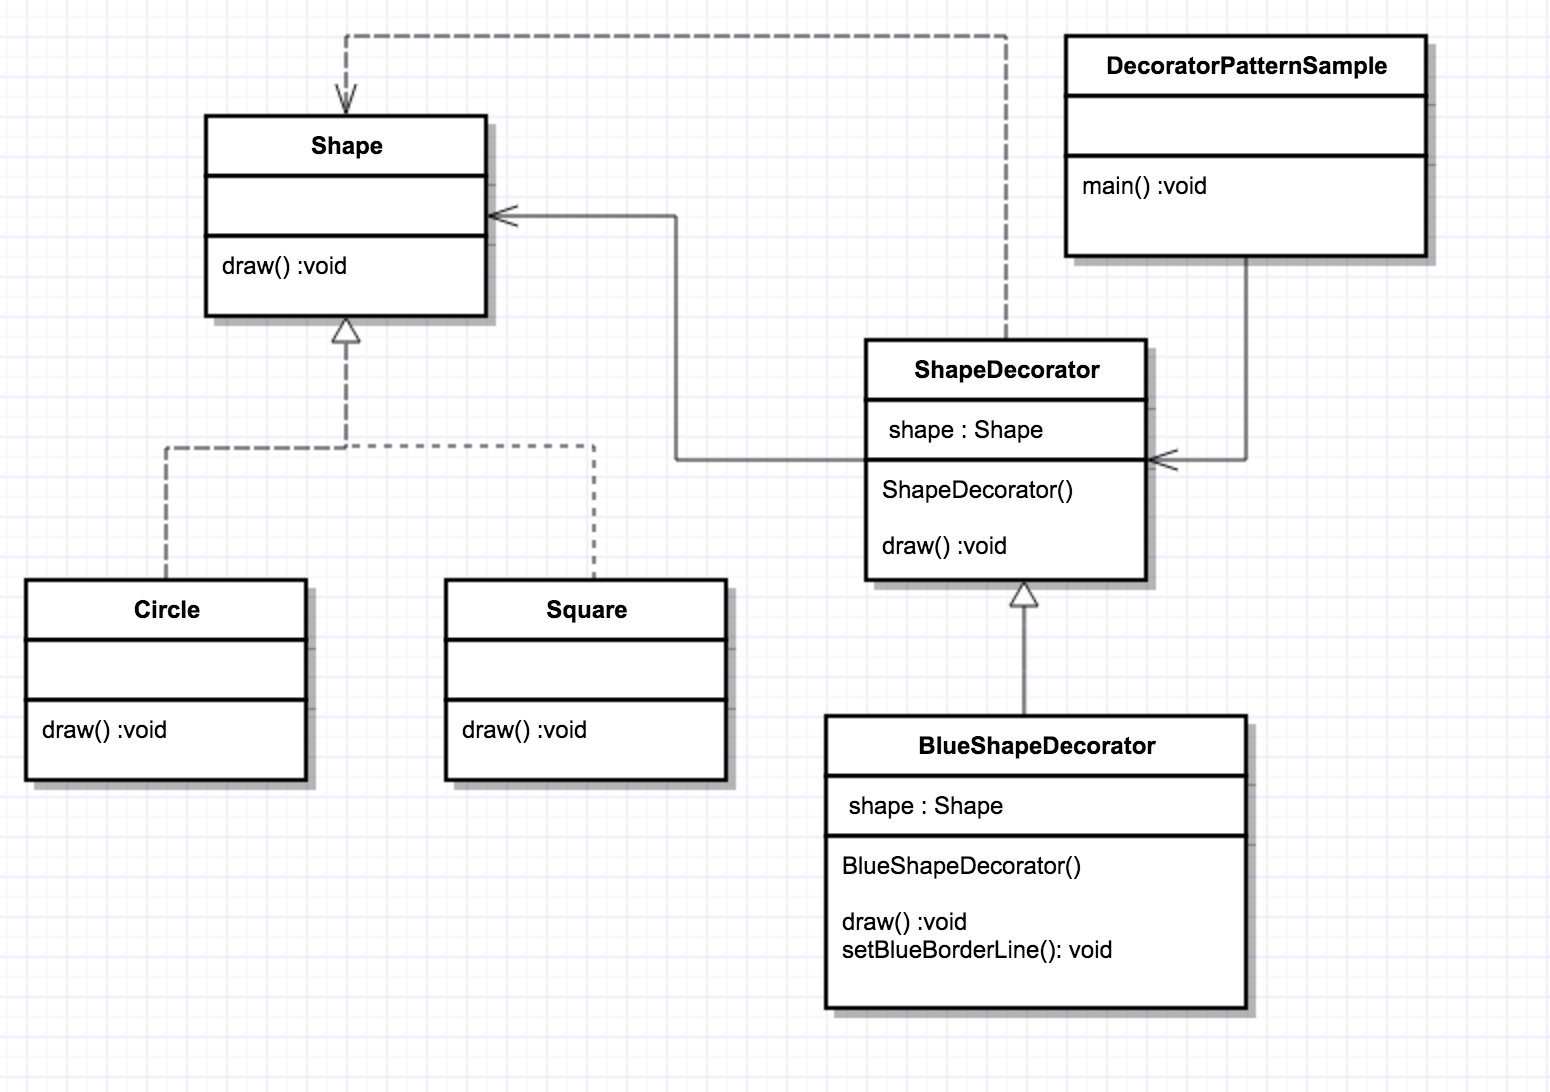 DecoratorPatternSample
main() :void
Shape
draw() :void
ShapeDecorator
shape : Shape
ShapeDecorator()
draw() :void
Circle
draw() :void
Square
draw() :void
BlueShapeDecorator
shape : Shape
BlueShapeDecorator()
draw() :void
setBlueBorderLine(): void